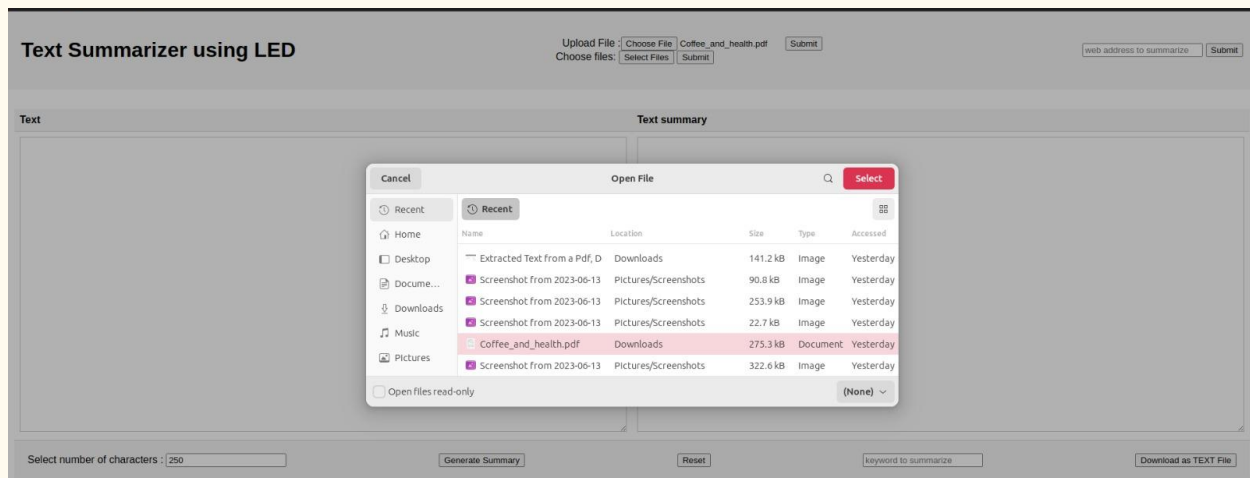 Text Summarizer using LED
Upload File : Choose File Coffee_and_health.pdf Submit
Choose files: Select Files Submit
web address to summarize Submit
Text Text summary
Cancel Open File Select
Recent
Home
Desktop
Docume...
Downloads
Music
Pictures
Recent
Name Location Size Type Accessed
Extracted Text from a Pdf, D Downloads 141.2 kB Image Yesterday
Screenshot from 2023-06-13 Pictures/Screenshots 90.8 kB Image Yesterday
Screenshot from 2023-06-13 Pictures/Screenshots 253.9 kB Image Yesterday
Screenshot from 2023-06-13 Pictures/Screenshots 22.7 kB Image Yesterday
Coffee_and_health.pdf Downloads 275.3 kB Document Yesterday
Screenshot from 2023-06-13 Pictures/Screenshots 322.6 kB Image Yesterday
Open files read-only (None)
Select number of characters : 250 Generate Summary Reset keyword to summarize Download as TEXT File